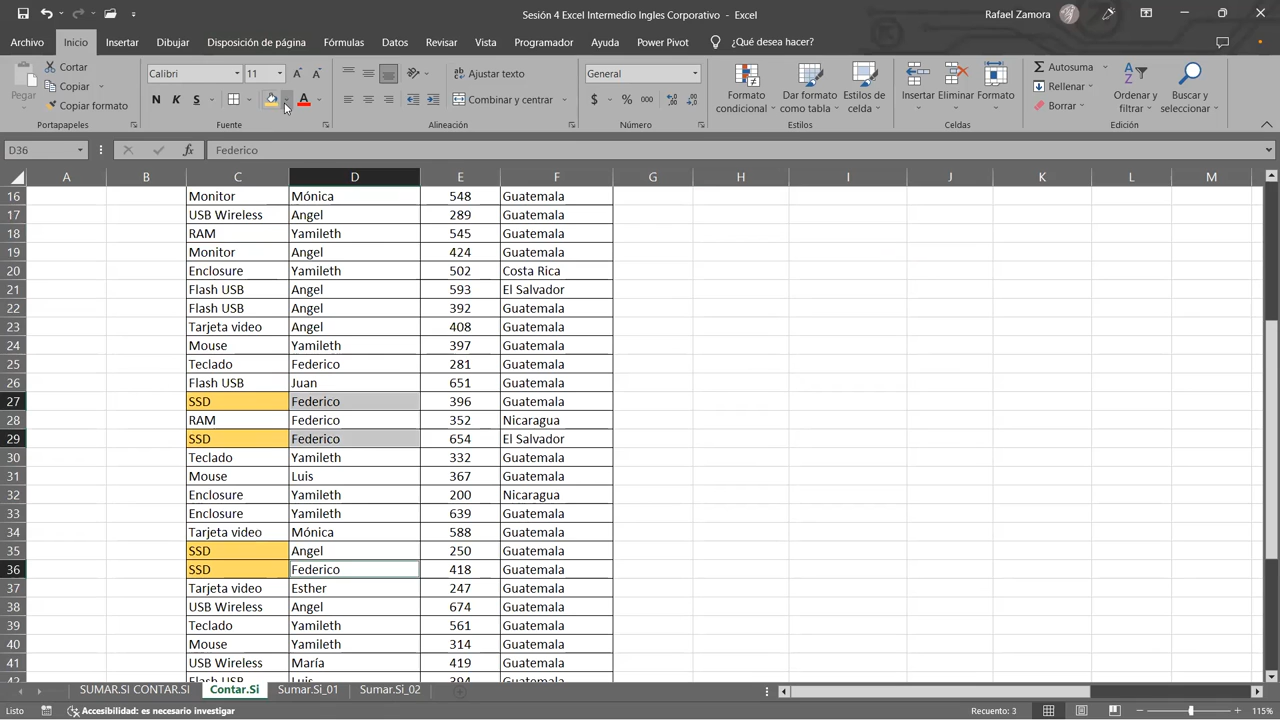 Sesión 4 Excel Intermedio Ingles Corporativo - Excel
Rafael Zamora
Archivo Inicio Insertar Dibujar Disposición de página Fórmulas Datos Revisar Vista Programador Ayuda Power Pivot ¿Qué desea hacer?
Pegar
Cortar
Copiar
Copiar formato
Portapapeles
Calibri 11
N K S
Fuente
Ajustar texto
Combinar y centrar
Alineación
General
$ % 000
Número
Formato condicional
Dar formato como tabla
Estilos de celda
Estilos
Insertar Eliminar Formato
Celdas
Autosuma
Rellenar
Borrar
Ordenar y filtrar
Buscar y seleccionar
Edición
D36 fx Federico
A B C D E F G H I J K L M
16 Monitor Mónica 548 Guatemala
17 USB Wireless Angel 289 Guatemala
18 RAM Yamileth 545 Guatemala
19 Monitor Angel 424 Guatemala
20 Enclosure Yamileth 502 Costa Rica
21 Flash USB Angel 593 El Salvador
22 Flash USB Angel 392 Guatemala
23 Tarjeta video Angel 408 Guatemala
24 Mouse Yamileth 397 Guatemala
25 Teclado Federico 281 Guatemala
26 Flash USB Juan 651 Guatemala
27 SSD Federico 396 Guatemala
28 RAM Federico 352 Nicaragua
29 SSD Federico 654 El Salvador
30 Teclado Yamileth 332 Guatemala
31 Mouse Luis 367 Guatemala
32 Enclosure Yamileth 200 Nicaragua
33 Enclosure Yamileth 639 Guatemala
34 Tarjeta video Mónica 588 Guatemala
35 SSD Angel 250 Guatemala
36 SSD Federico 418 Guatemala
37 Tarjeta video Esther 247 Guatemala
38 USB Wireless Angel 674 Guatemala
39 Teclado Yamileth 561 Guatemala
40 Mouse Yamileth 314 Guatemala
41 USB Wireless María 419 Guatemala
SUMAR.SI CONTAR.SI Contar.Si Sumar.Si_01 Sumar.Si_02
Listo Accesibilidad: es necesario investigar Recuento: 3 115%